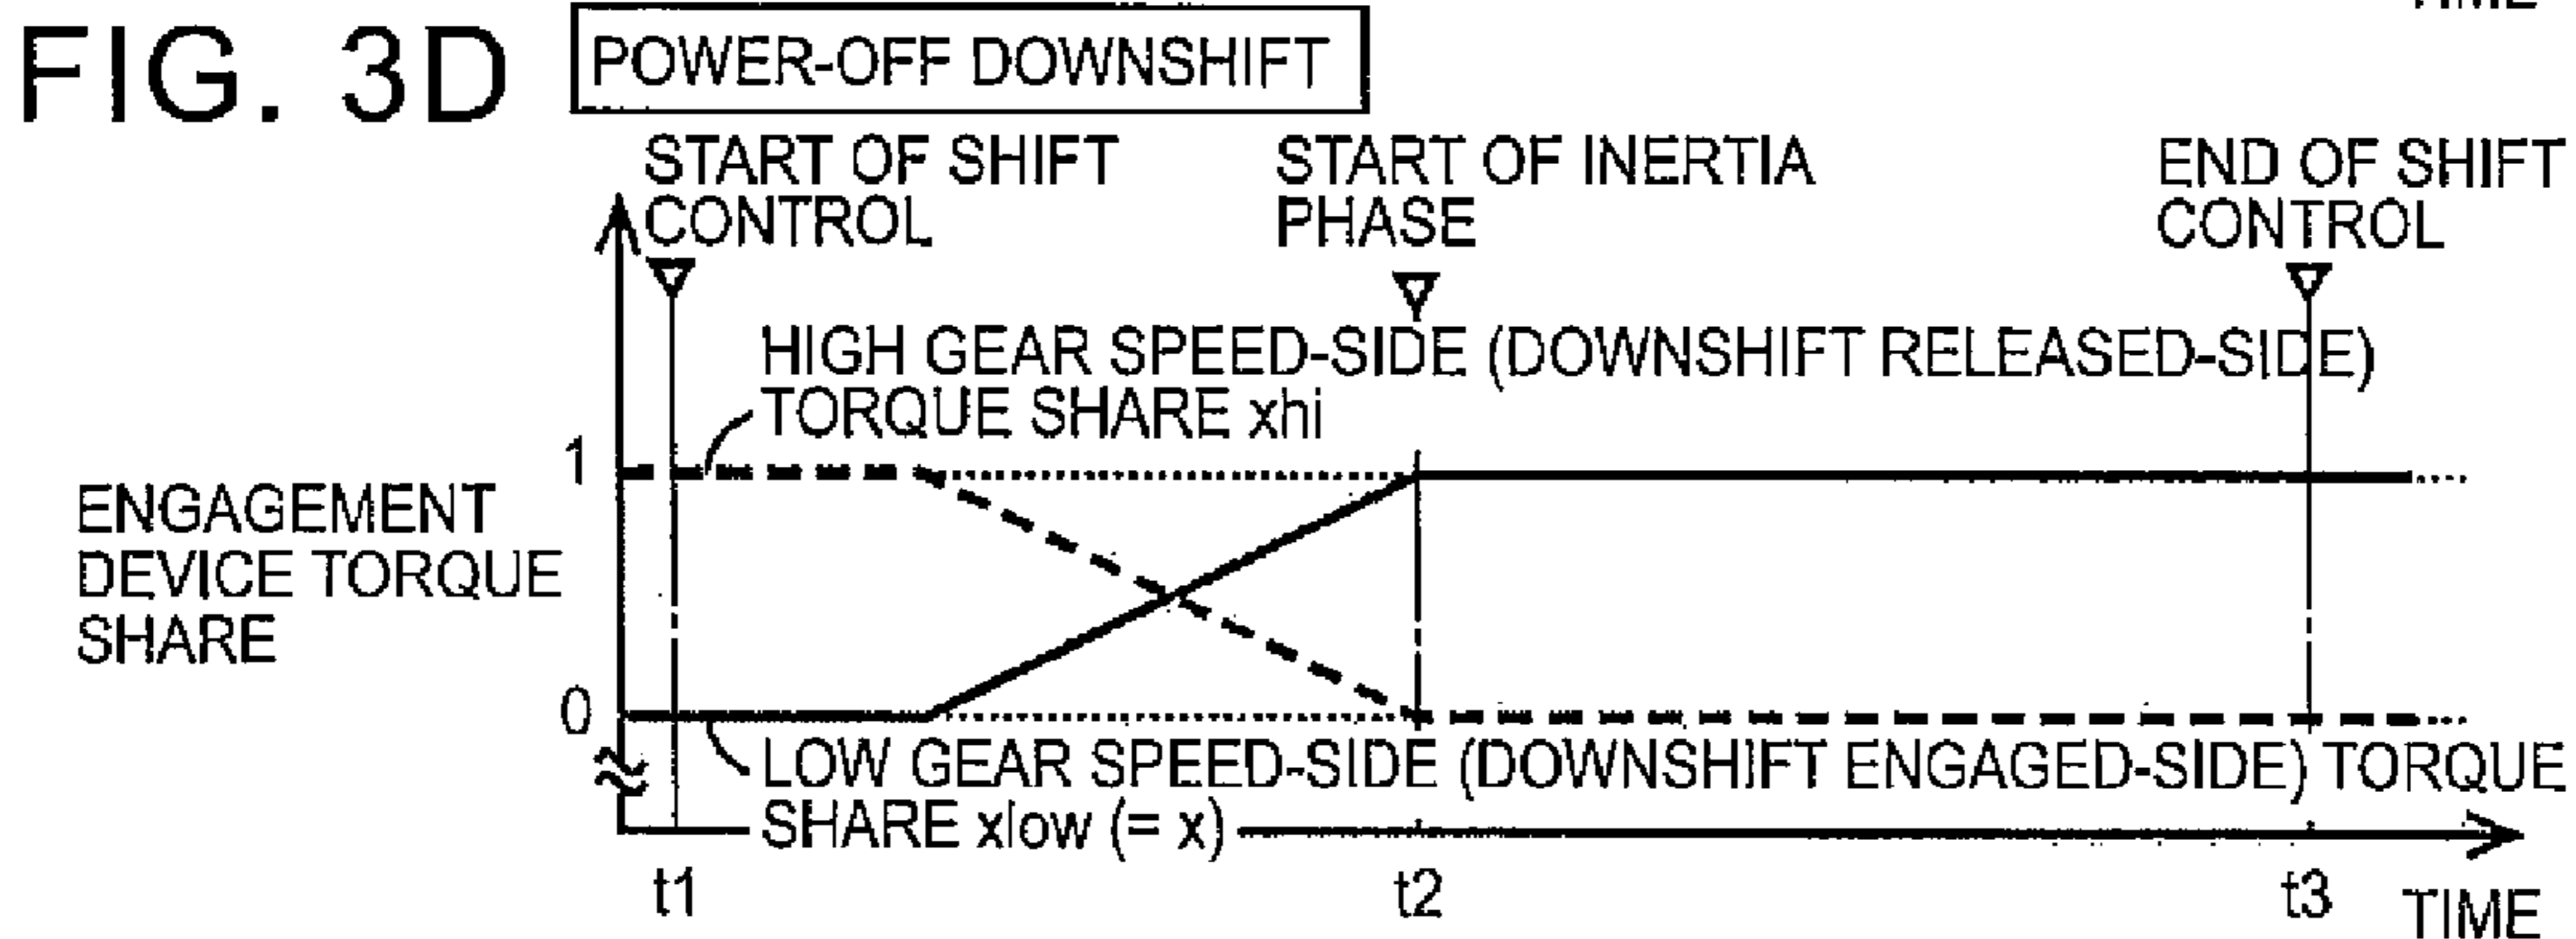 TIME
FIG. 3D
POWER-OFF DOWNSHIFT
START OF SHIFT
CONTROL
START OF INERTIA
PHASE
END OF SHIFT
CONTROL
HIGH GEAR SPEED-SIDE (DOWNSHIFT RELEASED-SIDE)
TORQUE SHARE xhi
1
ENGAGEMENT
DEVICE TORQUE
SHARE
0
LOW GEAR SPEED-SIDE (DOWNSHIFT ENGAGED-SIDE) TORQUE
SHARE xlow (= x)
t1
t2
t3
TIME